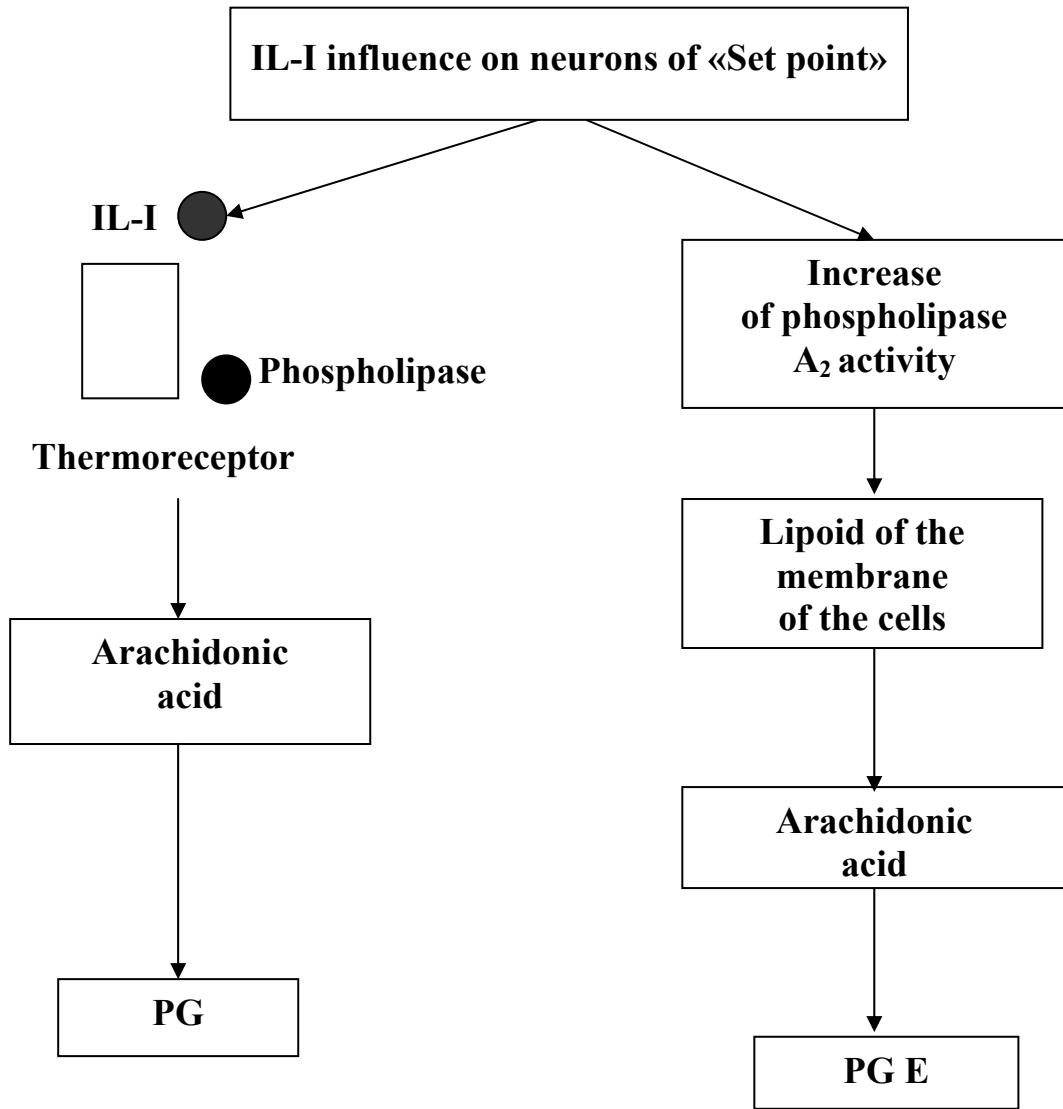 IL-I influence on neurons of «Set point»
IL-I
Phospholipase
Thermoreceptor
Arachidonic
acid
PG
Increase
of phospholipase
A₂ activity
Lipoid of the
membrane
of the cells
Arachidonic
acid
PG E